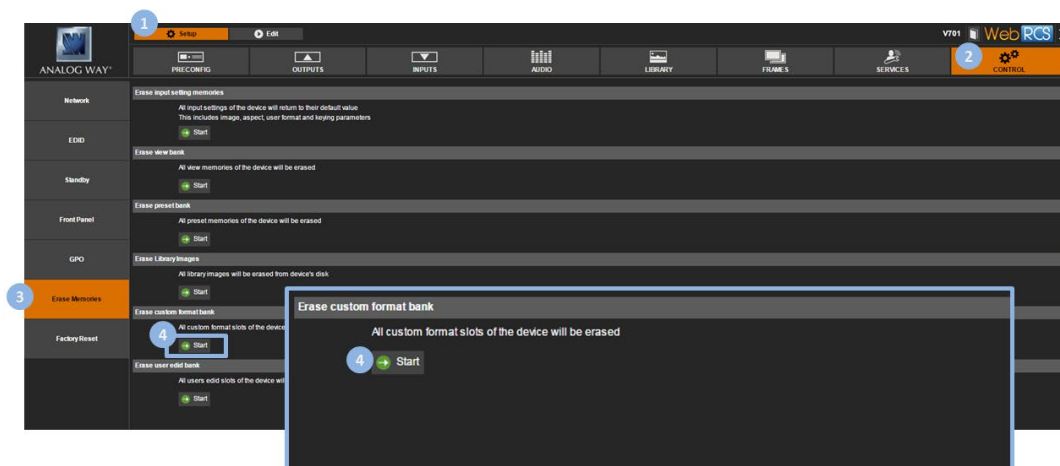 1
Setup
Edit
V701
Web RCS
ANALOG WAY®
PRECONFIG
OUTPUTS
INPUTS
AUDIO
LIBRARY
FRAMES
SERVICES
2
CONTROL
Network
EDID
Standby
Front Panel
GPO
3
Erase Memories
Factory Reset
Erase input setting memories
All input settings of the device will return to their default value
This includes image, aspect, user format and keying parameters
Start
Erase view bank
All view memories of the device will be erased
Start
Erase preset bank
All preset memories of the device will be erased
Start
Erase Library Images
All library images will be erased from device's disk
Start
Erase custom format bank
All custom format slots of the device
4
Start
Erase user edid bank
All users edid slots of the device wil
Start
Erase custom format bank
All custom format slots of the device will be erased
4
Start